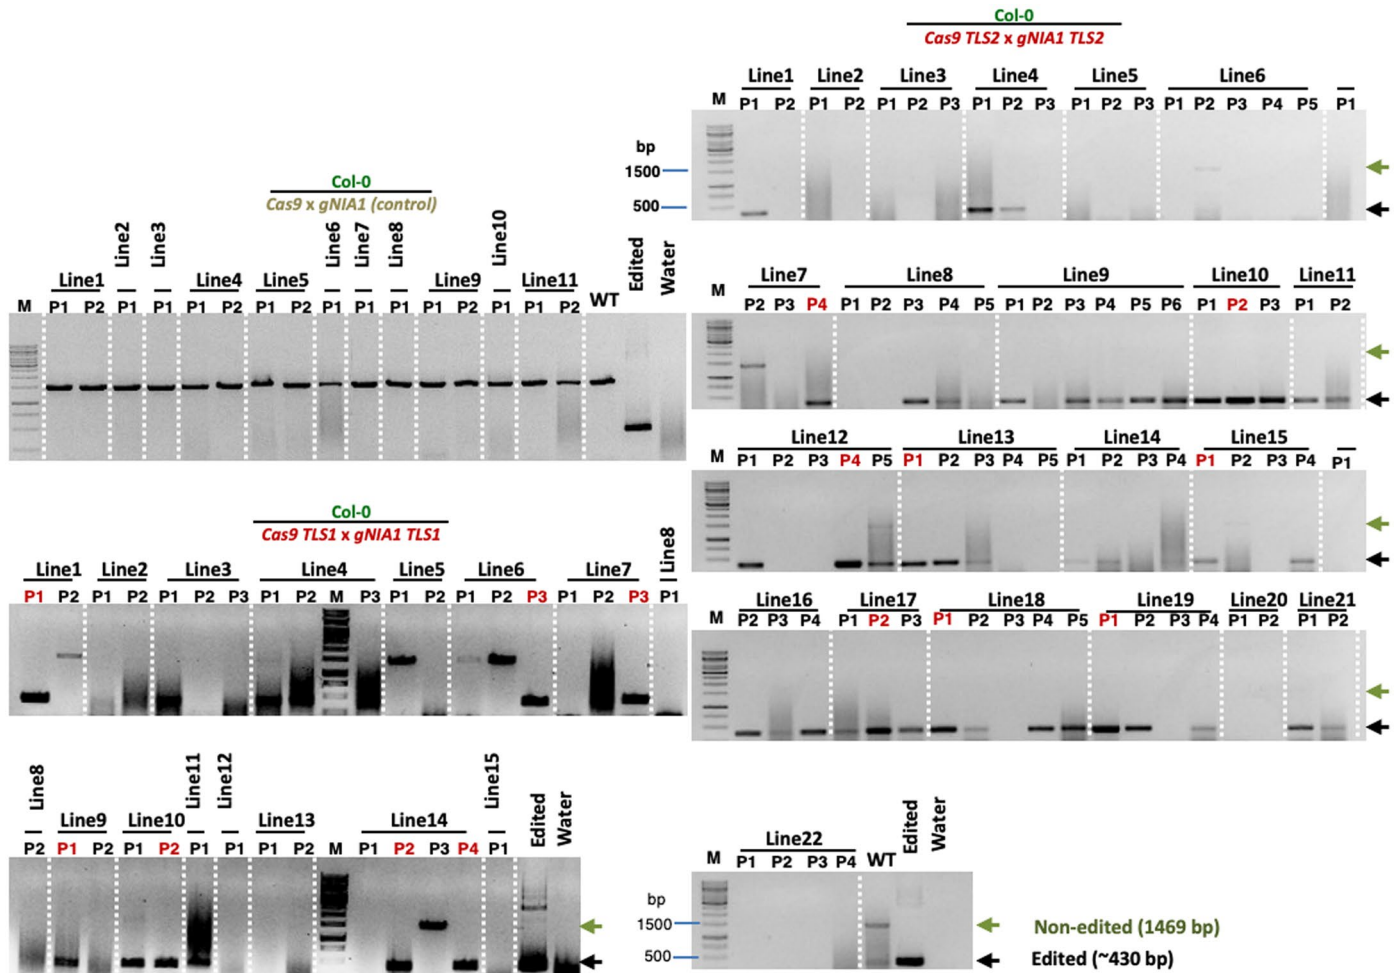 Col-0
Cas9 x gNIA1 (control)
Line1 Line2 Line3 Line4 Line5 Line6 Line7 Line8 Line9 Line10 Line11 WT Edited Water
M P1 P2 P1 P1 P1 P2 P1 P2 P1 P1 P1 P1 P2 P1 P1 P2
Col-0
Cas9 TLS1 x gNIA1 TLS1
Line1 Line2 Line3 Line4 Line5 Line6 Line7 Line8
P1 P2 P1 P2 P1 P2 P3 P1 P2 M P3 P1 P2 P1 P2 P3 P1 P2 P3 P1
Line8 Line9 Line10 Line11 Line12 Line13 Line14 Line15 Edited Water
P2 P1 P2 P1 P2 P1 P1 P1 P2 M P1 P2 P3 P4 P1
Col-0
Cas9 TLS2 x gNIA1 TLS2
Line1 Line2 Line3 Line4 Line5 Line6
M P1 P2 P1 P2 P1 P2 P3 P1 P2 P3 P1 P2 P3 P1 P2 P3 P4 P5 P1
bp
1500
500
Line7 Line8 Line9 Line10 Line11
M P2 P3 P4 P1 P2 P3 P4 P5 P1 P2 P3 P4 P5 P6 P1 P2 P3 P1 P2
Line12 Line13 Line14 Line15
M P1 P2 P3 P4 P5 P1 P2 P3 P4 P5 P1 P2 P3 P4 P1 P2 P3 P4 P1
Line16 Line17 Line18 Line19 Line20 Line21
M P2 P3 P4 P1 P2 P3 P1 P2 P3 P4 P5 P1 P2 P3 P4 P1 P2 P1 P2
Line22
M P1 P2 P3 P4 WT Edited Water
bp
1500
500
Non-edited (1469 bp)
Edited (~430 bp)